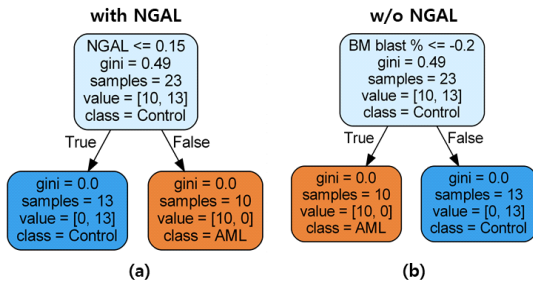 with NGAL
NGAL <= 0.15
gini = 0.49
samples = 23
value = [10, 13]
class = Control
True
False
gini = 0.0
samples = 13
value = [0, 13]
class = Control
gini = 0.0
samples = 10
value = [10, 0]
class = AML
(a)
w/o NGAL
BM blast % <= -0.2
gini = 0.49
samples = 23
value = [10, 13]
class = Control
True
False
gini = 0.0
samples = 10
value = [10, 0]
class = AML
gini = 0.0
samples = 13
value = [0, 13]
class = Control
(b)